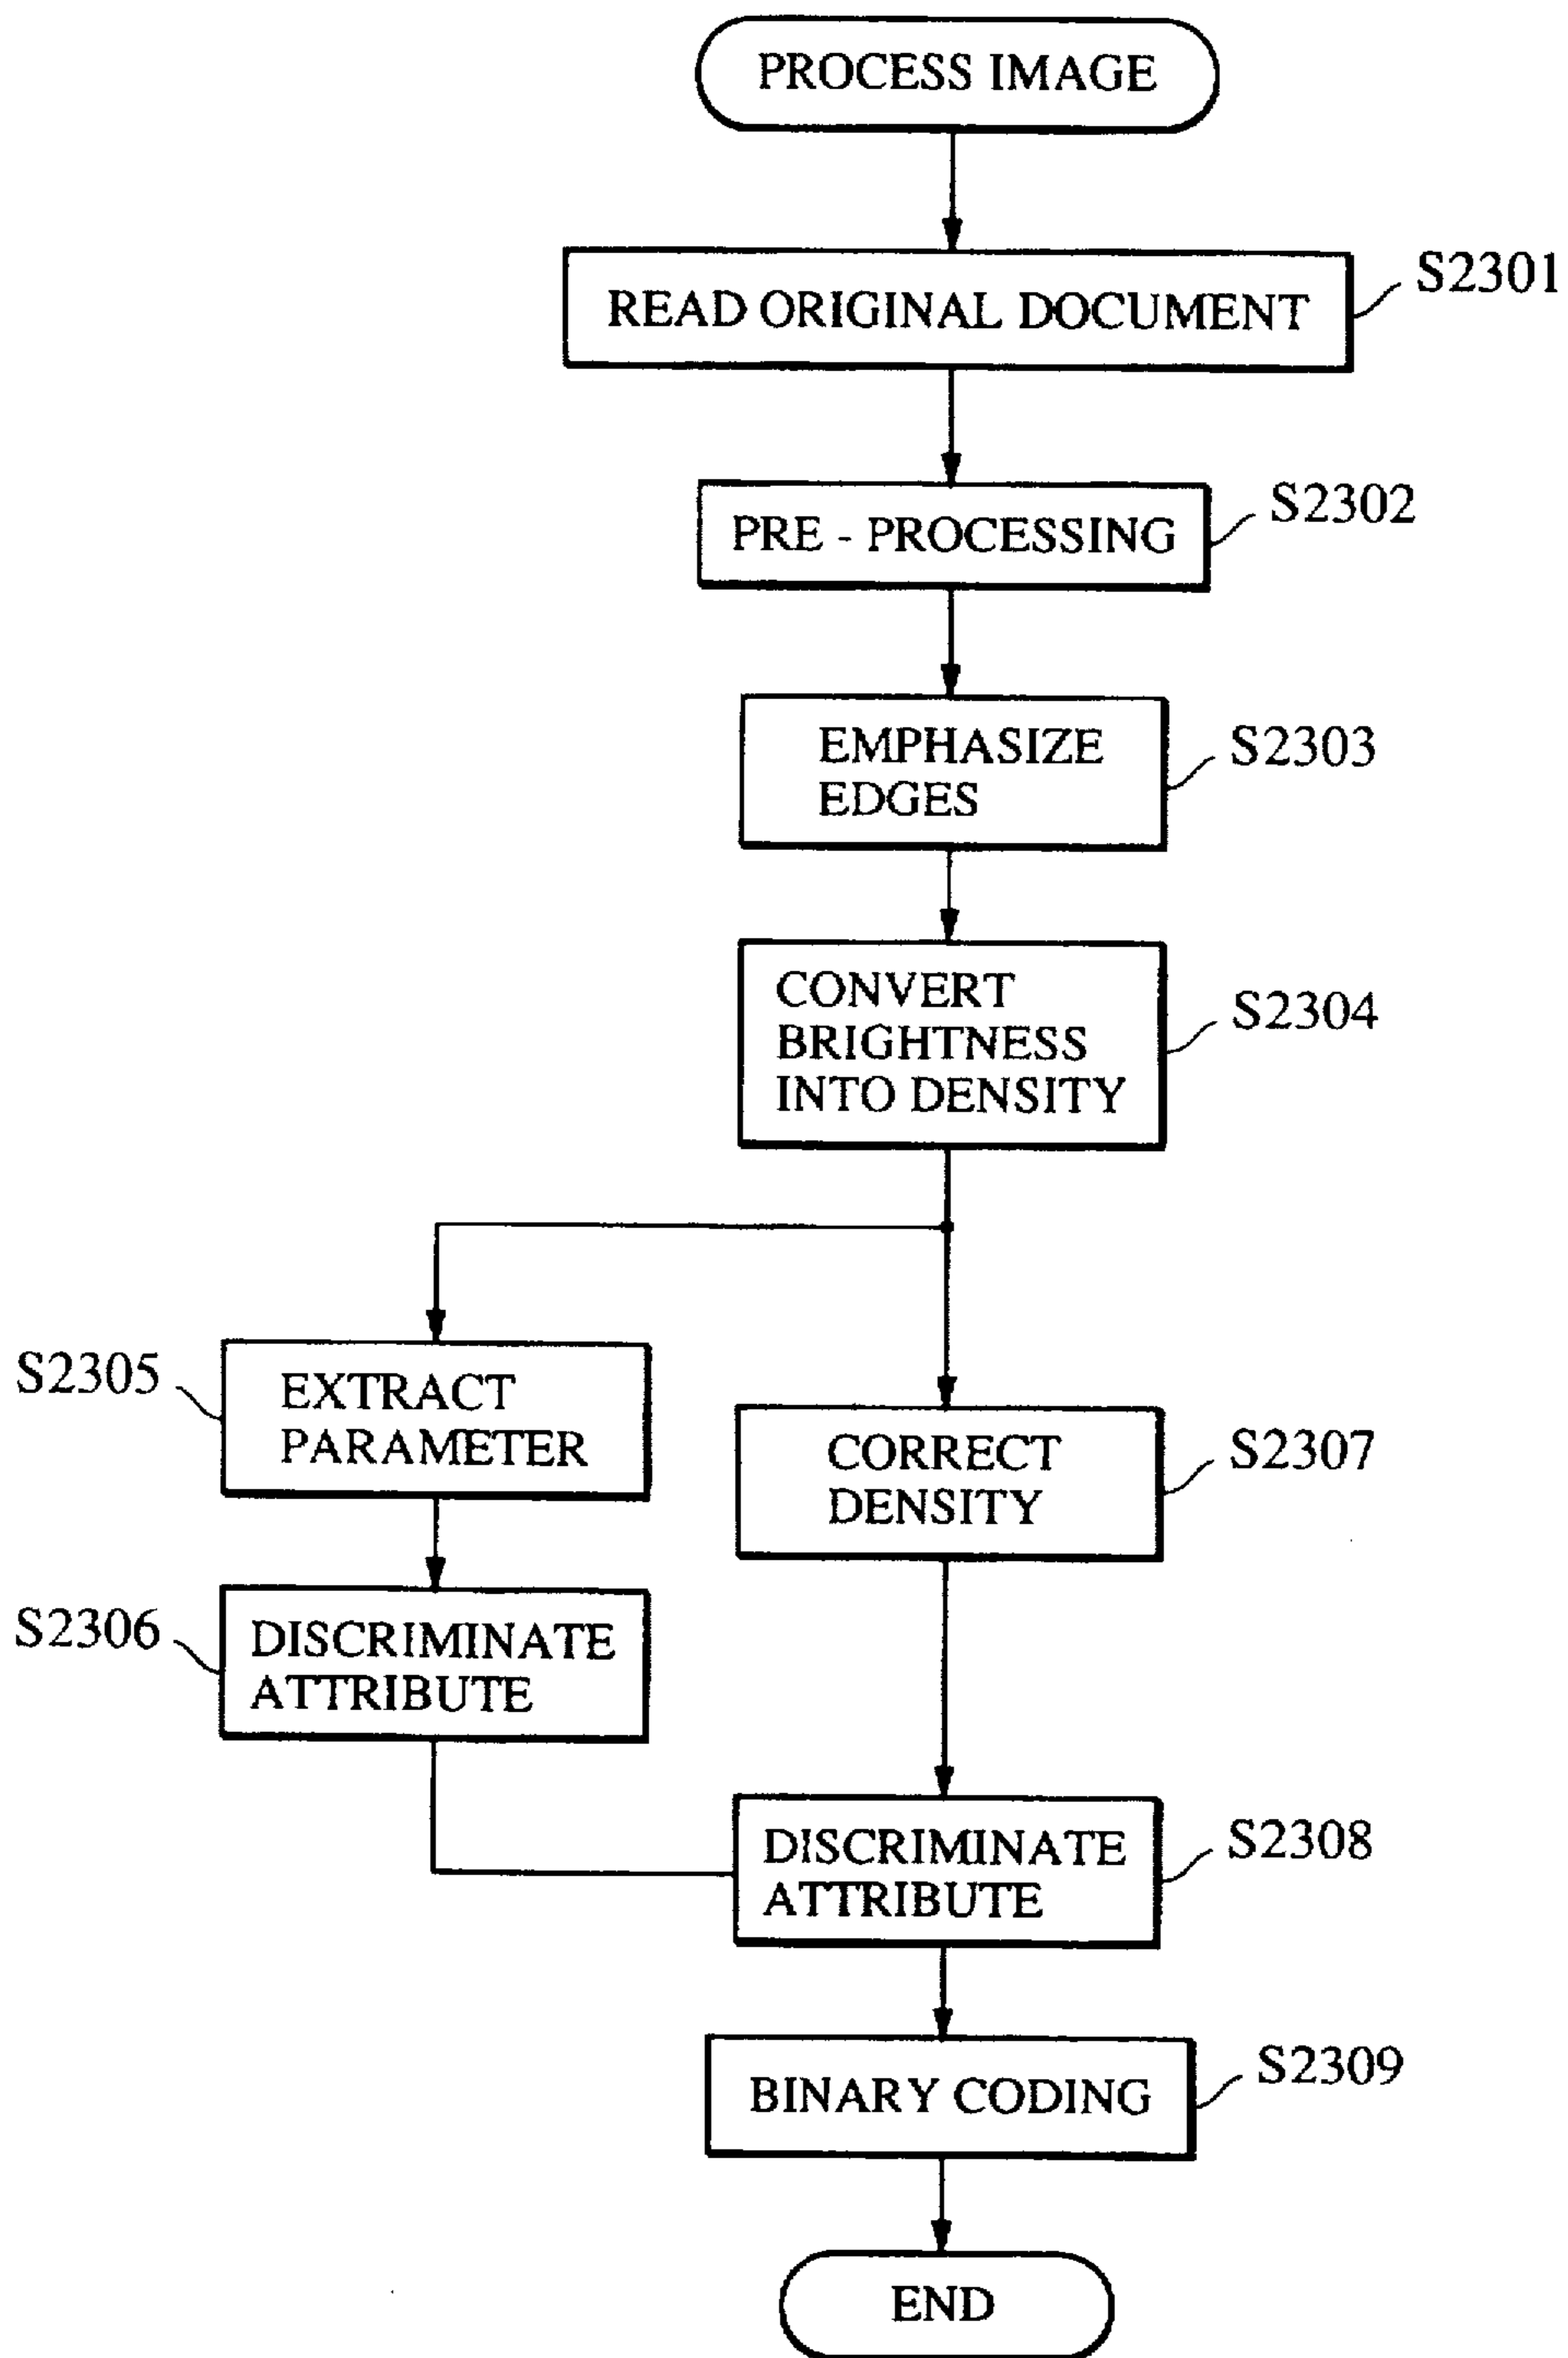 PROCESS IMAGE
READ ORIGINAL DOCUMENT
S2301
PRE - PROCESSING
S2302
EMPHASIZE
EDGES
S2303
CONVERT
BRIGHTNESS
INTO DENSITY
S2304
S2305
EXTRACT
PARAMETER
CORRECT
DENSITY
S2307
S2306
DISCRIMINATE
ATTRIBUTE
DISCRIMINATE
ATTRIBUTE
S2308
BINARY CODING
S2309
END